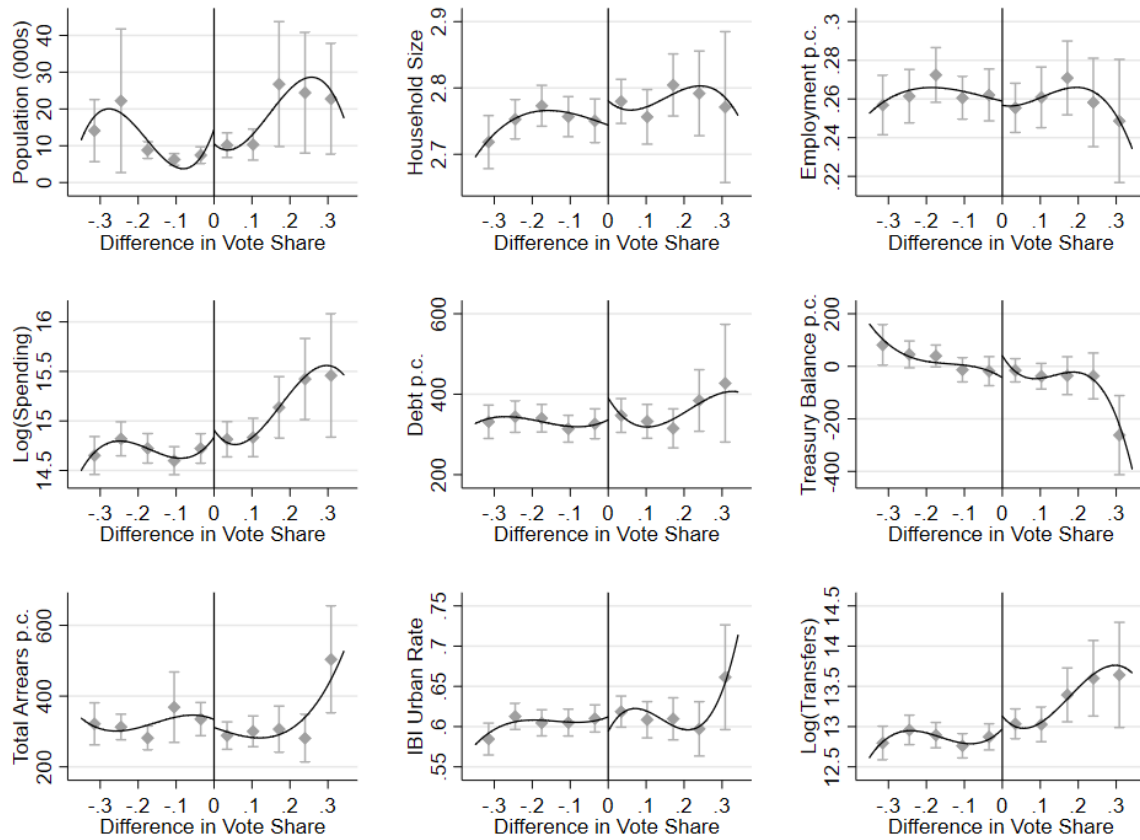 Population (000s)
40
30
20
10
0
-.3 -.2 -.1 0 .1 .2 .3
Difference in Vote Share
Household Size
2.9
2.8
2.7
-.3 -.2 -.1 0 .1 .2 .3
Difference in Vote Share
Employment p.c.
.3
.28
.26
.24
.22
-.3 -.2 -.1 0 .1 .2 .3
Difference in Vote Share
Log(Spending)
16
15.5
15
14.5
-.3 -.2 -.1 0 .1 .2 .3
Difference in Vote Share
Debt p.c.
600
400
200
-.3 -.2 -.1 0 .1 .2 .3
Difference in Vote Share
Treasury Balance p.c.
200
0
-200
-400
-.3 -.2 -.1 0 .1 .2 .3
Difference in Vote Share
Total Arrears p.c.
600
400
200
-.3 -.2 -.1 0 .1 .2 .3
Difference in Vote Share
IBI Urban Rate
.75
.7
.65
.6
.55
-.3 -.2 -.1 0 .1 .2 .3
Difference in Vote Share
Log(Transfers)
14.5
14
13.5
13
12.5
-.3 -.2 -.1 0 .1 .2 .3
Difference in Vote Share